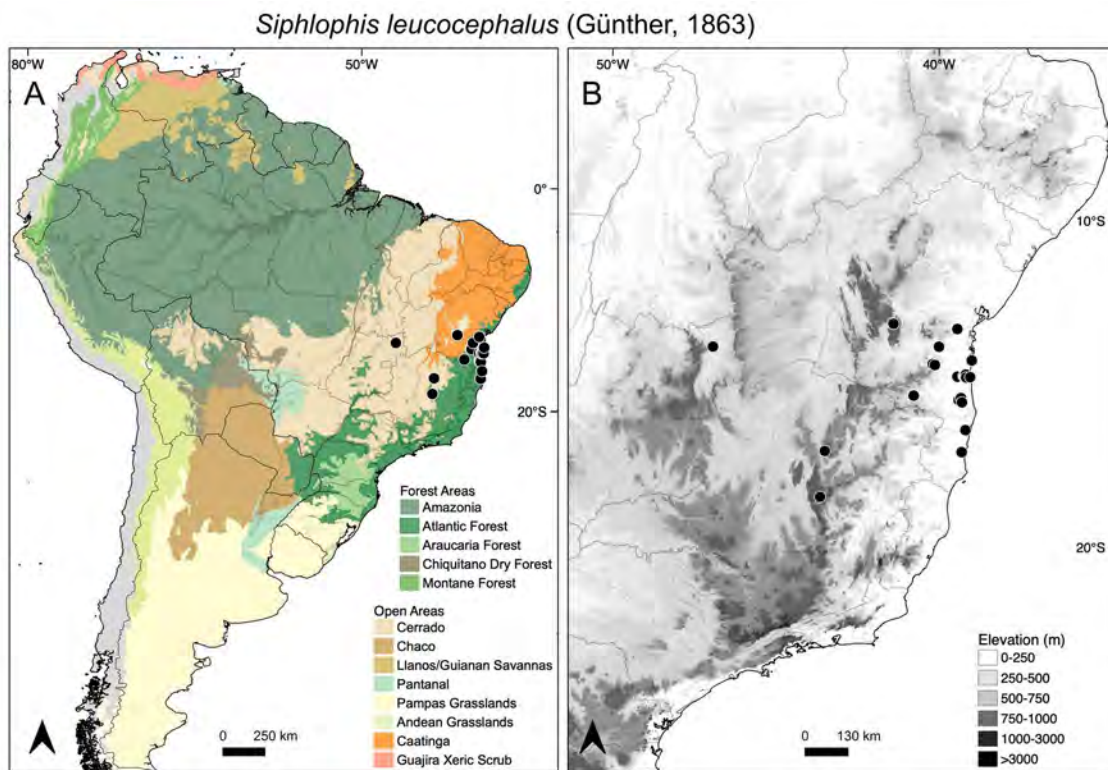 Siphlophis leucocephalus (Günther, 1863)
80°W
50°W
A
0°
20°S
Forest Areas
Amazonia
Atlantic Forest
Araucaria Forest
Chiquitano Dry Forest
Montane Forest
Open Areas
Cerrado
Chaco
Llanos/Guianan Savannas
Pantanal
Pampas Grasslands
Andean Grasslands
Caatinga
Guajira Xeric Scrub
0 250 km
50°W
40°W
B
10°S
20°S
Elevation (m)
0-250
250-500
500-750
750-1000
1000-3000
>3000
0 130 km